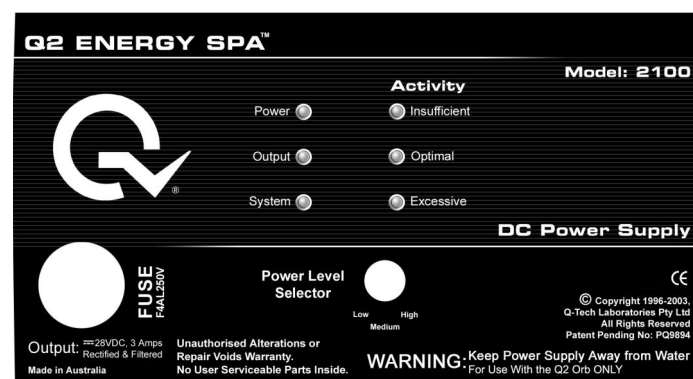 Q2 ENERGY SPA™
Model: 2100
Activity
Power
Insufficient
Output
Optimal
System
Excessive
®
DC Power Supply
FUSE
F4AL250V
Power Level
Selector
Low
High
Medium
CE
© Copyright 1996-2003,
Q-Tech Laboratories Pty Ltd
All Rights Reserved
Patent Pending No: PQ9894
Output: 28VDC, 3 Amps
Rectified & Filtered
Made in Australia
Unauthorised Alterations or
Repair Voids Warranty.
No User Serviceable Parts Inside.
WARNING: Keep Power Supply Away from Water
For Use With the Q2 Orb ONLY